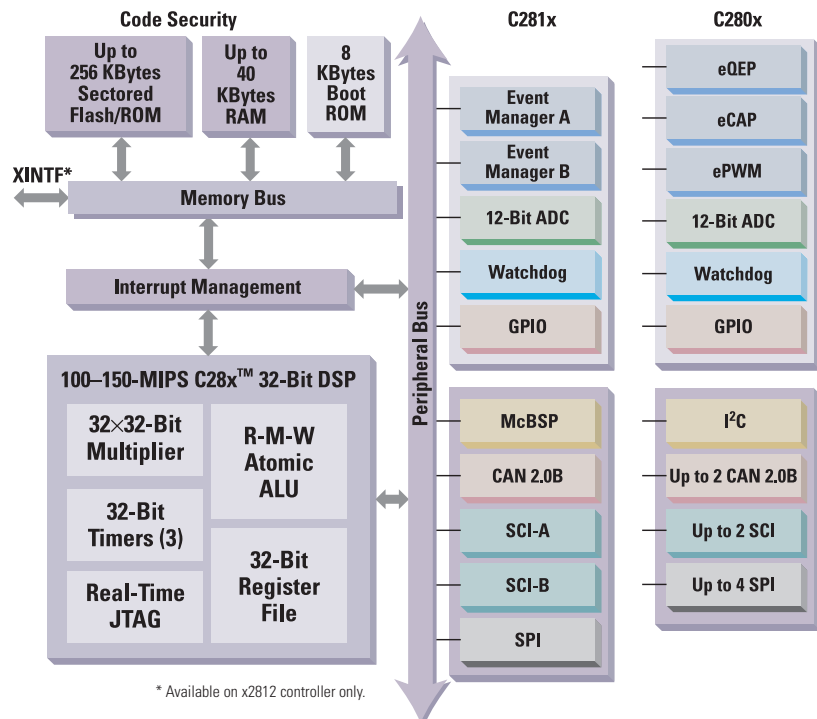 Code Security
Up to
256 KBytes
Sectored
Flash/ROM
Up to
40
KBytes
RAM
8
KBytes
Boot
ROM
XINTF*
Memory Bus
Interrupt Management
100–150-MIPS C28x™ 32-Bit DSP
32×32-Bit
Multiplier
R-M-W
Atomic
ALU
32-Bit
Timers (3)
32-Bit
Register
File
Real-Time
JTAG
* Available on x2812 controller only.
Peripheral Bus
C281x
Event
Manager A
Event
Manager B
12-Bit ADC
Watchdog
GPIO
McBSP
CAN 2.0B
SCI-A
SCI-B
SPI
C280x
eQEP
eCAP
ePWM
12-Bit ADC
Watchdog
GPIO
I²C
Up to 2 CAN 2.0B
Up to 2 SCI
Up to 4 SPI